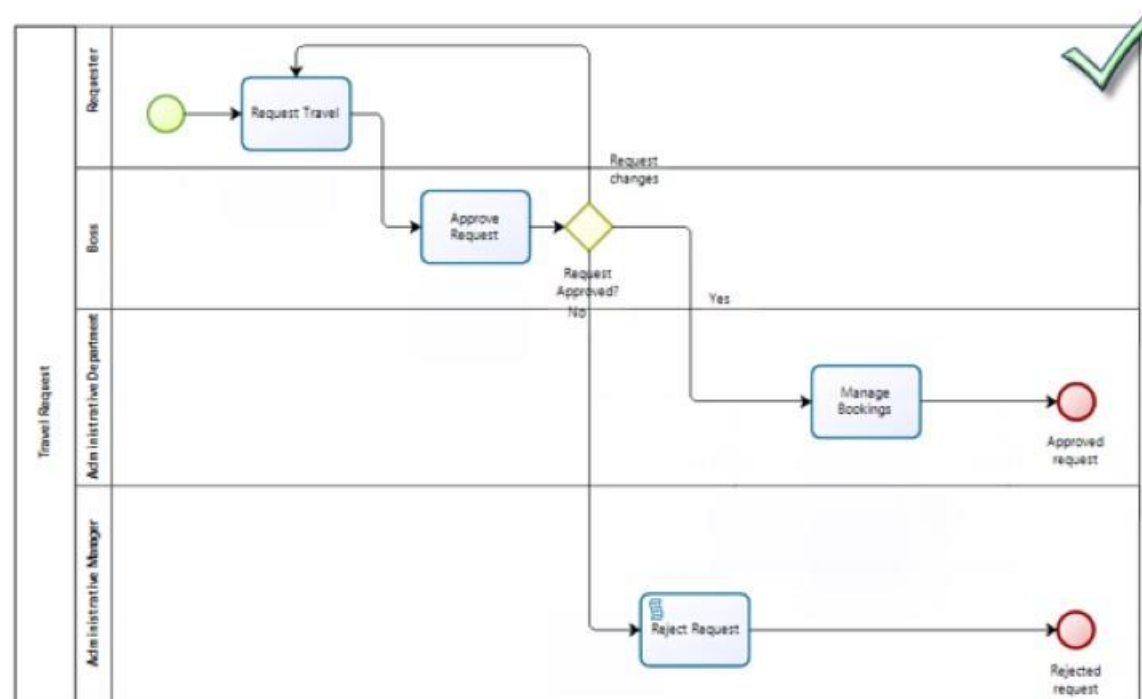 Travel Request
Requester
Request Travel
Request
changes
Boss
Approve
Request
Request
Approved?
No
Yes
Administrative Department
Manage
Bookings
Approved
request
Administrative Manager
Reject Request
Rejected
request